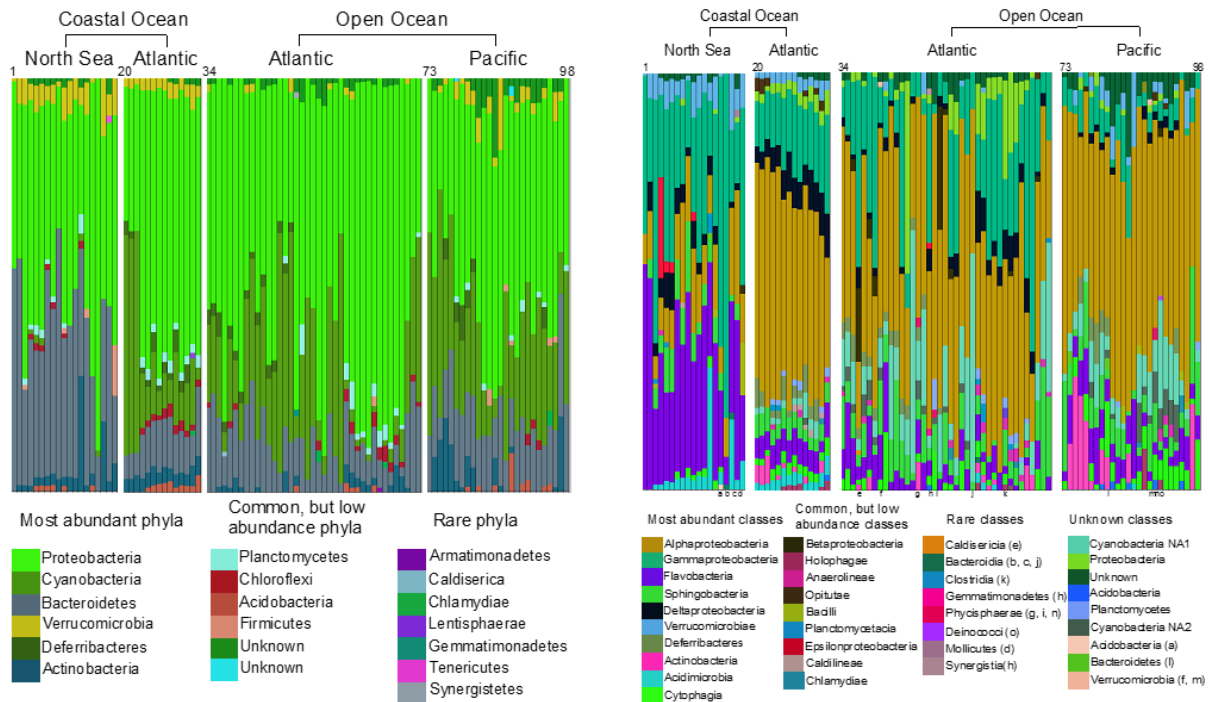 Coastal Ocean
Open Ocean
North Sea
Atlantic
Atlantic
Pacific
1
20
34
73
98
Most abundant phyla
Proteobacteria
Cyanobacteria
Bacteroidetes
Verrucomicrobia
Deferribacteres
Actinobacteria
Common, but low
abundance phyla
Planctomycetes
Chloroflexi
Acidobacteria
Firmicutes
Unknown
Unknown
Rare phyla
Armatimonadetes
Caldiserica
Chlamydiae
Lentisphaerae
Gemmatimonadetes
Tenericutes
Synergistetes
Coastal Ocean
Open Ocean
North Sea
Atlantic
Atlantic
Pacific
1
20
34
73
98
a b c d
e
f
g
h i
j
k
l
m n o
Most abundant classes
Alphaproteobacteria
Gammaproteobacteria
Flavobacteria
Sphingobacteria
Deltaproteobacteria
Verrucomicrobiae
Deferribacteres
Actinobacteria
Acidimicrobia
Cytophagia
Common, but low
abundance classes
Betaproteobacteria
Holophagae
Anaerolineae
Opitutae
Bacilli
Planctomycetacia
Epsilonproteobacteria
Caldilineae
Chlamydiae
Rare classes
Caldisericia (e)
Bacteroidia (b, c, j)
Clostridia (k)
Gemmatimonadetes (h)
Phycisphaerae (g, i, n)
Deinococci (o)
Mollicutes (d)
Synergistia(h)
Unknown classes
Cyanobacteria NA1
Proteobacteria
Unknown
Acidobacteria
Planctomycetes
Cyanobacteria NA2
Acidobacteria (a)
Bacteroidetes (l)
Verrucomicrobia (f, m)